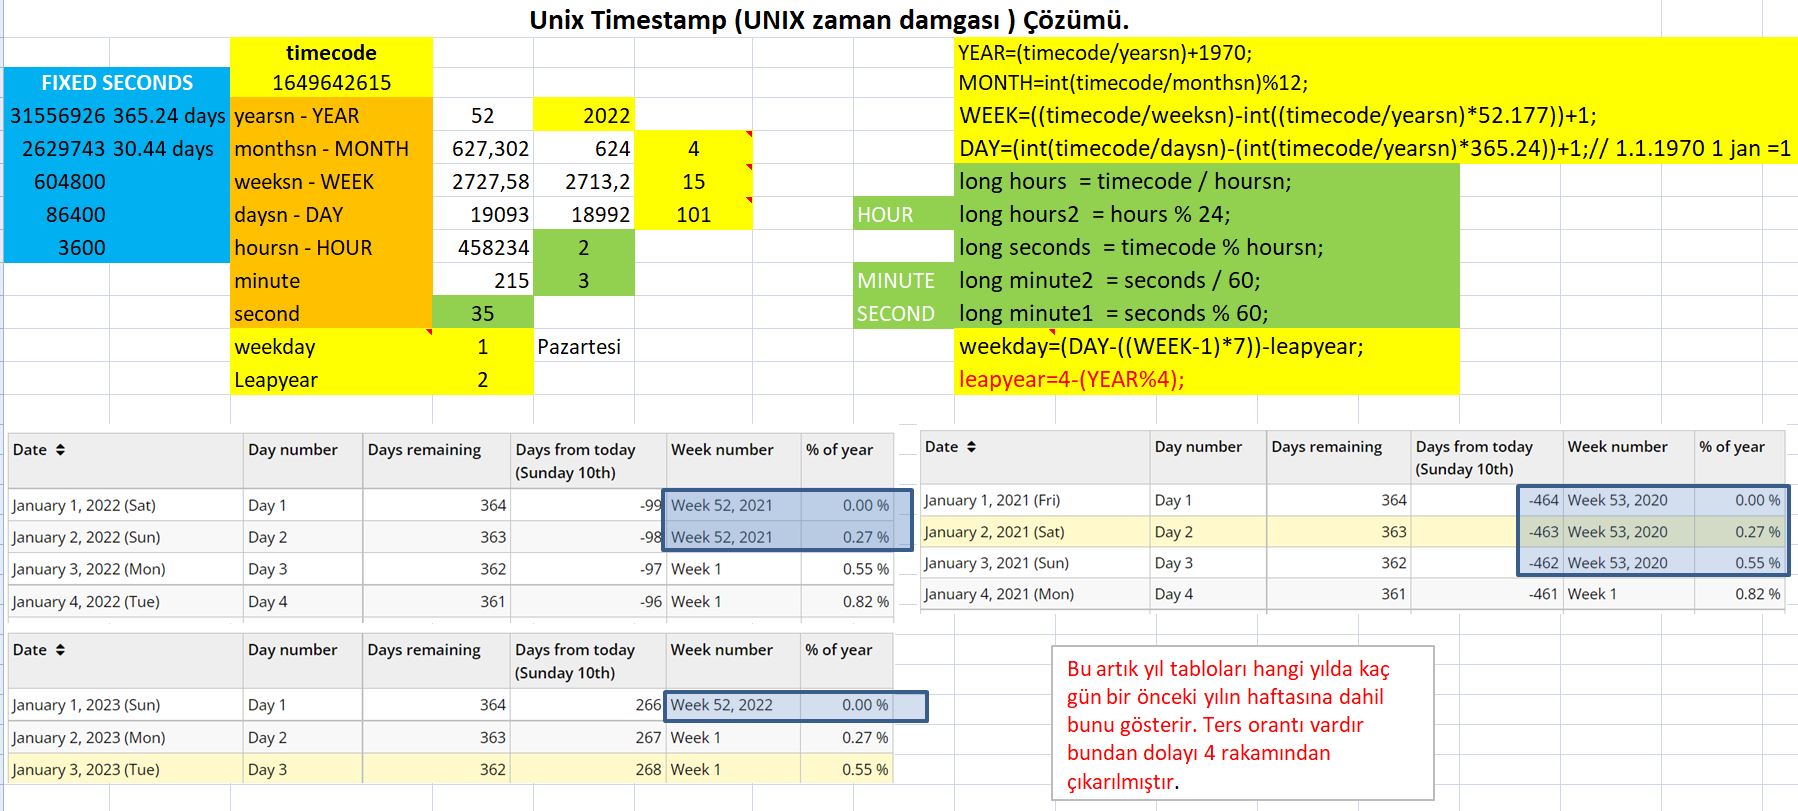 Unix Timestamp (UNIX zaman damgası ) Çözümü.
timecode
YEAR=(timecode/yearsn)+1970;
FIXED SECONDS 1649642615
MONTH=int(timecode/monthsn)%12;
31556926 365.24 days yearsn - YEAR 52 2022
WEEK=((timecode/weeksn)-int((timecode/yearsn)*52.177))+1;
2629743 30.44 days monthsn - MONTH 627,302 624 4
DAY=(int(timecode/daysn)-(int(timecode/yearsn)*365.24))+1;// 1.1.1970 1 jan =1
604800 weeksn - WEEK 2727,58 2713,2 15
long hours = timecode / hoursn;
86400 daysn - DAY 19093 18992 101
HOUR long hours2 = hours % 24;
3600 hoursn - HOUR 458234 2
long seconds = timecode % hoursn;
minute 215 3
MINUTE long minute2 = seconds / 60;
second 35
SECOND long minute1 = seconds % 60;
weekday 1 Pazartesi
weekday=(DAY-((WEEK-1)*7))-leapyear;
Leapyear 2
leapyear=4-(YEAR%4);
Date Day number Days remaining Days from today Week number % of year
(Sunday 10th)
January 1, 2022 (Sat) Day 1 364 -99 Week 52, 2021 0.00 %
January 2, 2022 (Sun) Day 2 363 -98 Week 52, 2021 0.27 %
January 3, 2022 (Mon) Day 3 362 -97 Week 1 0.55 %
January 4, 2022 (Tue) Day 4 361 -96 Week 1 0.82 %
Date Day number Days remaining Days from today Week number % of year
(Sunday 10th)
January 1, 2021 (Fri) Day 1 364 -464 Week 53, 2020 0.00 %
January 2, 2021 (Sat) Day 2 363 -463 Week 53, 2020 0.27 %
January 3, 2021 (Sun) Day 3 362 -462 Week 53, 2020 0.55 %
January 4, 2021 (Mon) Day 4 361 -461 Week 1 0.82 %
Date Day number Days remaining Days from today Week number % of year
(Sunday 10th)
January 1, 2023 (Sun) Day 1 364 266 Week 52, 2022 0.00 %
January 2, 2023 (Mon) Day 2 363 267 Week 1 0.27 %
January 3, 2023 (Tue) Day 3 362 268 Week 1 0.55 %
Bu artık yıl tabloları hangi yılda kaç
gün bir önceki yılın haftasına dahil
bunu gösterir. Ters orantı vardır
bundan dolayı 4 rakamından
çıkarılmıştır.